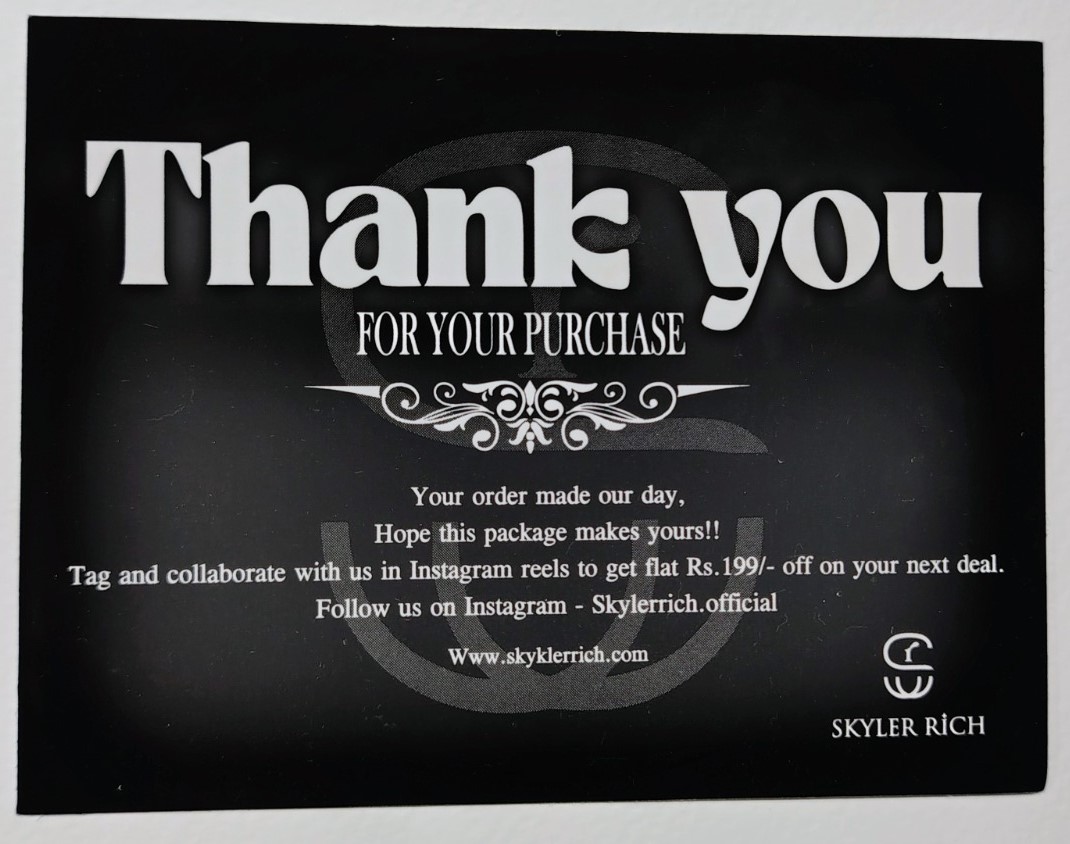 Thank you
FOR YOUR PURCHASE
Your order made our day,
Hope this package makes yours!!
Tag and collaborate with us in Instagram reels to get flat Rs.199/- off on your next deal.
Follow us on Instagram - Skylerrich.official
Www.skyklerrich.com
SKYLER RiCH